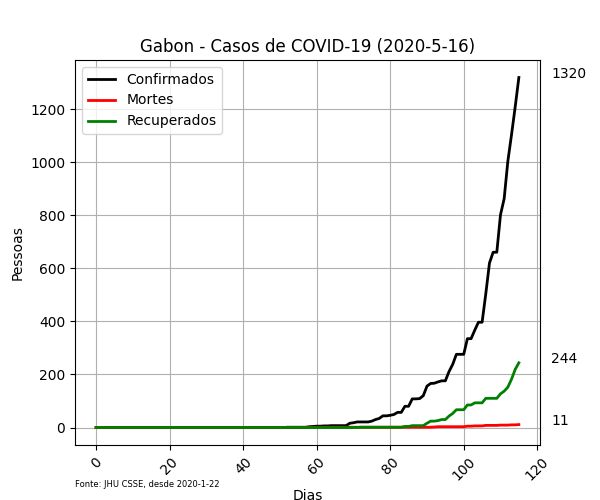 Gabon - Casos de COVID-19 (2020-5-16)
Confirmados
Mortes
Recuperados
1320
244
11
Pessoas
1200
1000
800
600
400
200
0
0
20
40
60
80
100
120
Fonte: JHU CSSE, desde 2020-1-22
Dias